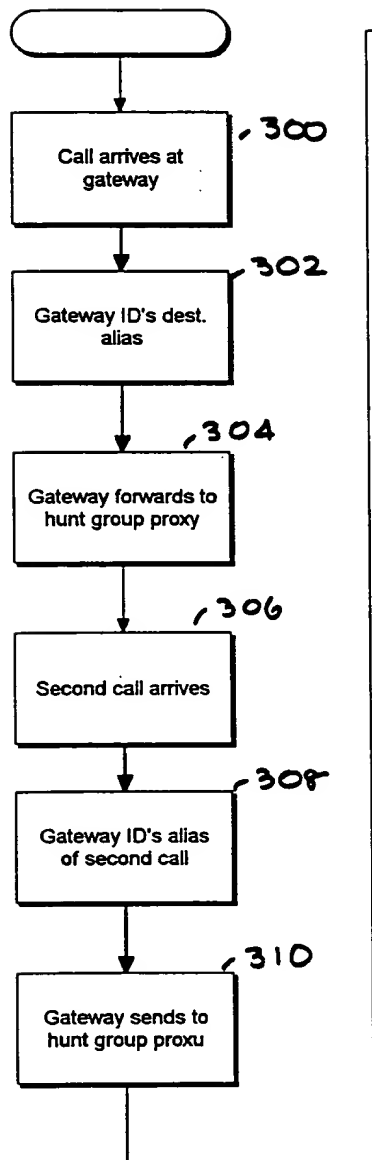 300
Call arrives at
gateway
302
Gateway ID's dest.
alias
304
Gateway forwards to
hunt group proxy
306
Second call arrives
308
Gateway ID's alias
of second call
310
Gateway sends to
hunt group proxu